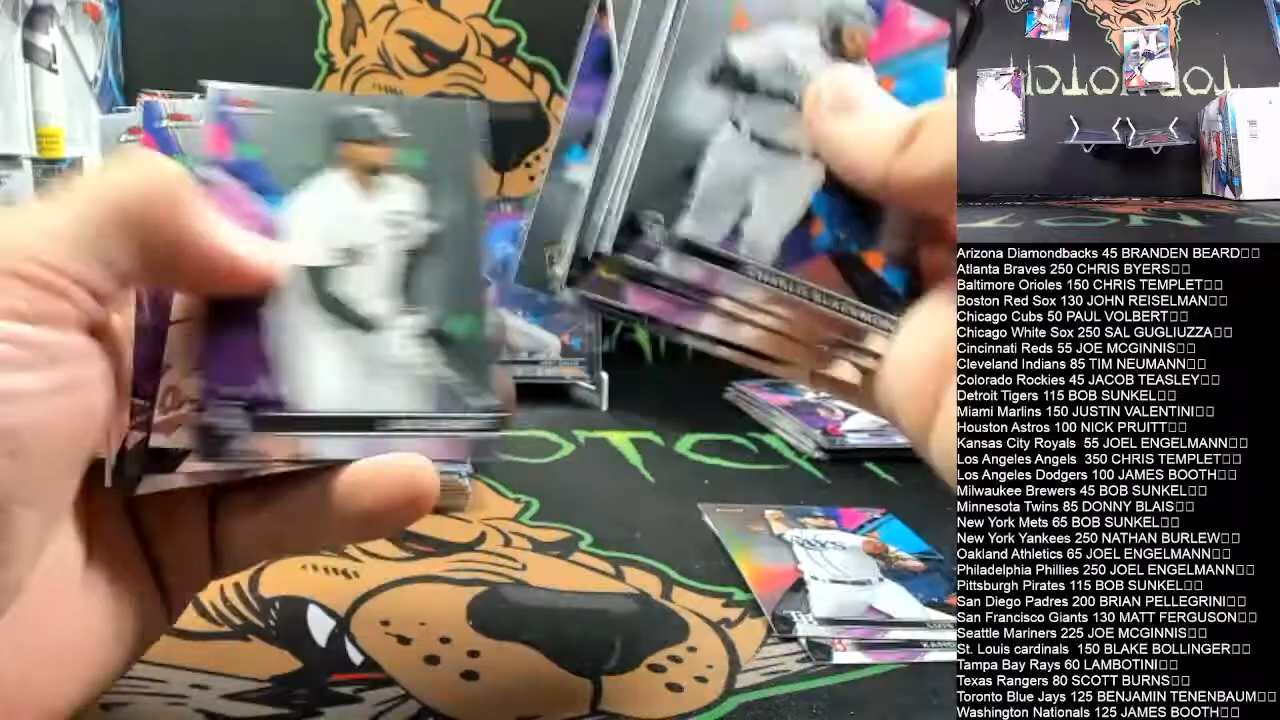 Arizona Diamondbacks 45 BRANDEN BEARD
Atlanta Braves 250 CHRIS BYERS
Baltimore Orioles 150 CHRIS TEMPLET
Boston Red Sox 130 JOHN REISELMAN
Chicago Cubs 50 PAUL VOLBERT
Chicago White Sox 250 SAL GUGLIUZZA
Cincinnati Reds 55 JOE MCGINNIS
Cleveland Indians 85 TIM NEUMANN
Colorado Rockies 45 JACOB TEASLEY
Detroit Tigers 115 BOB SUNKEL
Miami Marlins 150 JUSTIN VALENTINI
Houston Astros 100 NICK PRUITT
Kansas City Royals 55 JOEL ENGELMANN
Los Angeles Angels 350 CHRIS TEMPLET
Los Angeles Dodgers 100 JAMES BOOTH
Milwaukee Brewers 45 BOB SUNKEL
Minnesota Twins 85 DONNY BLAIS
New York Mets 65 BOB SUNKEL
New York Yankees 250 NATHAN BURLEW
Oakland Athletics 65 JOEL ENGELMANN
Philadelphia Phillies 250 JOEL ENGELMANN
Pittsburgh Pirates 115 BOB SUNKEL
San Diego Padres 200 BRIAN PELLEGRINI
San Francisco Giants 130 MATT FERGUSON
Seattle Mariners 225 JOE MCGINNIS
St. Louis cardinals 150 BLAKE BOLLINGER
Tampa Bay Rays 60 LAMBOTINI
Texas Rangers 80 SCOTT BURNS
Toronto Blue Jays 125 BENJAMIN TENENBAUM
Washington Nationals 125 JAMES BOOTH